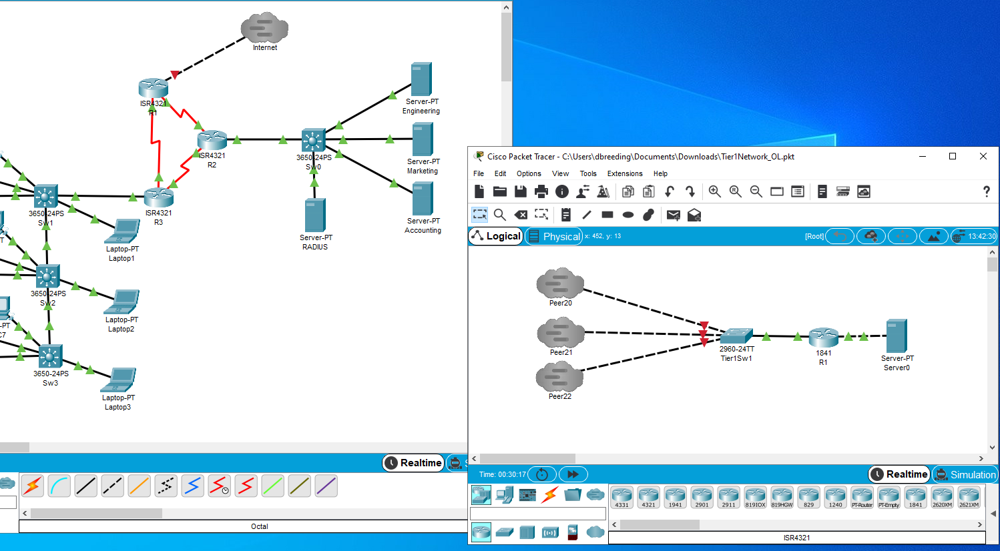 Internet
ISR4321
R1
Server-PT
Engineering
ISR4321
R2
3650-24PS
Sw0
Server-PT
Marketing
3650-24PS
Sw1
ISR4321
R3
Server-PT
Accounting
Server-PT
RADIUS
Laptop-PT
Laptop1
3650-24PS
Sw2
Laptop-PT
Laptop2
-PT
C7
3650-24PS
Sw3
Laptop-PT
Laptop3
Realtime
S
Octal
Cisco Packet Tracer - C:\Users\dbreeding\Documents\Downloads\Tier1Network_OL.pkt
File Edit Options View Tools Extensions Help
Logical Physical x: 452, y: 13 [Root] 13:42:30
Peer20
Peer21
Peer22
2960-24TT
Tier1Sw1
1841
R1
Server-PT
Server0
Time: 00:30:17 Realtime Simulation
4331 4321 1941 2901 2911 819IOX 819HGW 829 1240 PT-Router PT-Empty 1841 2620XM 2621XM
ISR4321